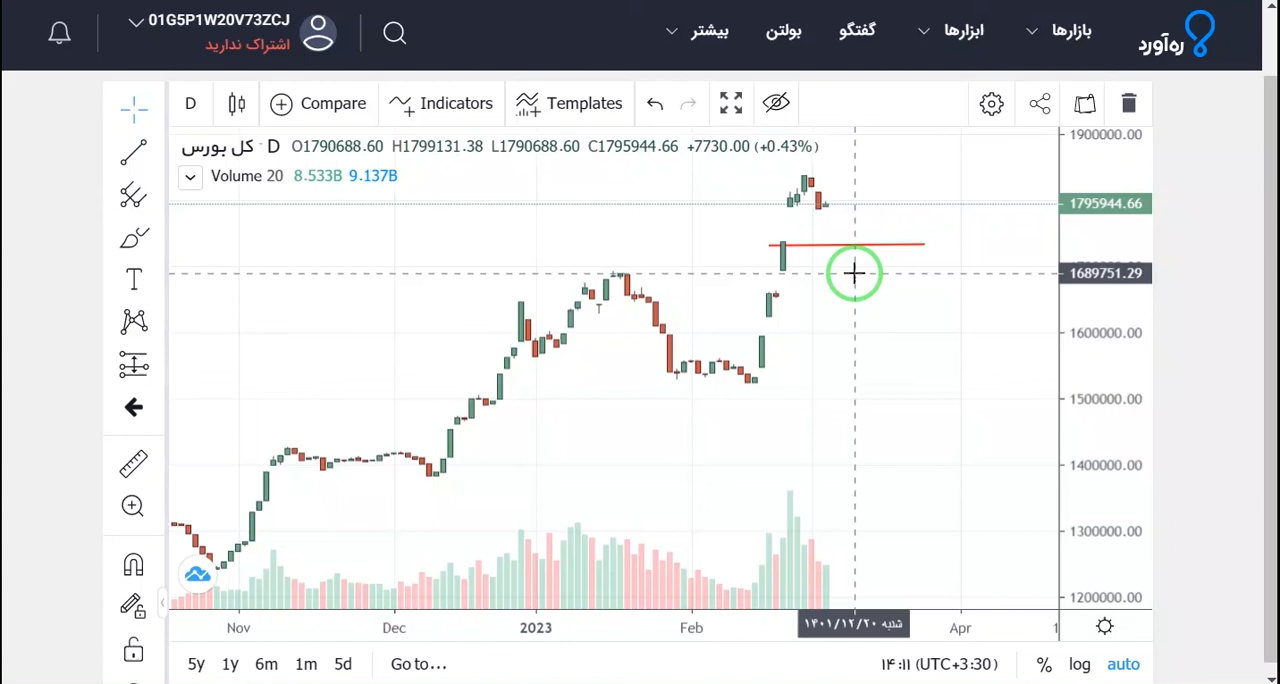 01G5P1W20V73ZCJ
اشتراک ندارید
بازارها
ابزارها
گفتگو
بولتن
بیشتر
ره‌آورد
D
Compare
Indicators
Templates
کل بورس · D O1790688.60 H1799131.38 L1790688.60 C1795944.66 +7730.00 (+0.43%)
Volume 20 8.533B 9.137B
1900000.00
1795944.66
1689751.29
1600000.00
1500000.00
1400000.00
1300000.00
1200000.00
Nov Dec 2023 Feb شنبه ۱۴۰۱/۱۲/۲۰ Apr 1
5y 1y 6m 1m 5d Go to... ۱۴:۱۱ (UTC+3:30) % log auto